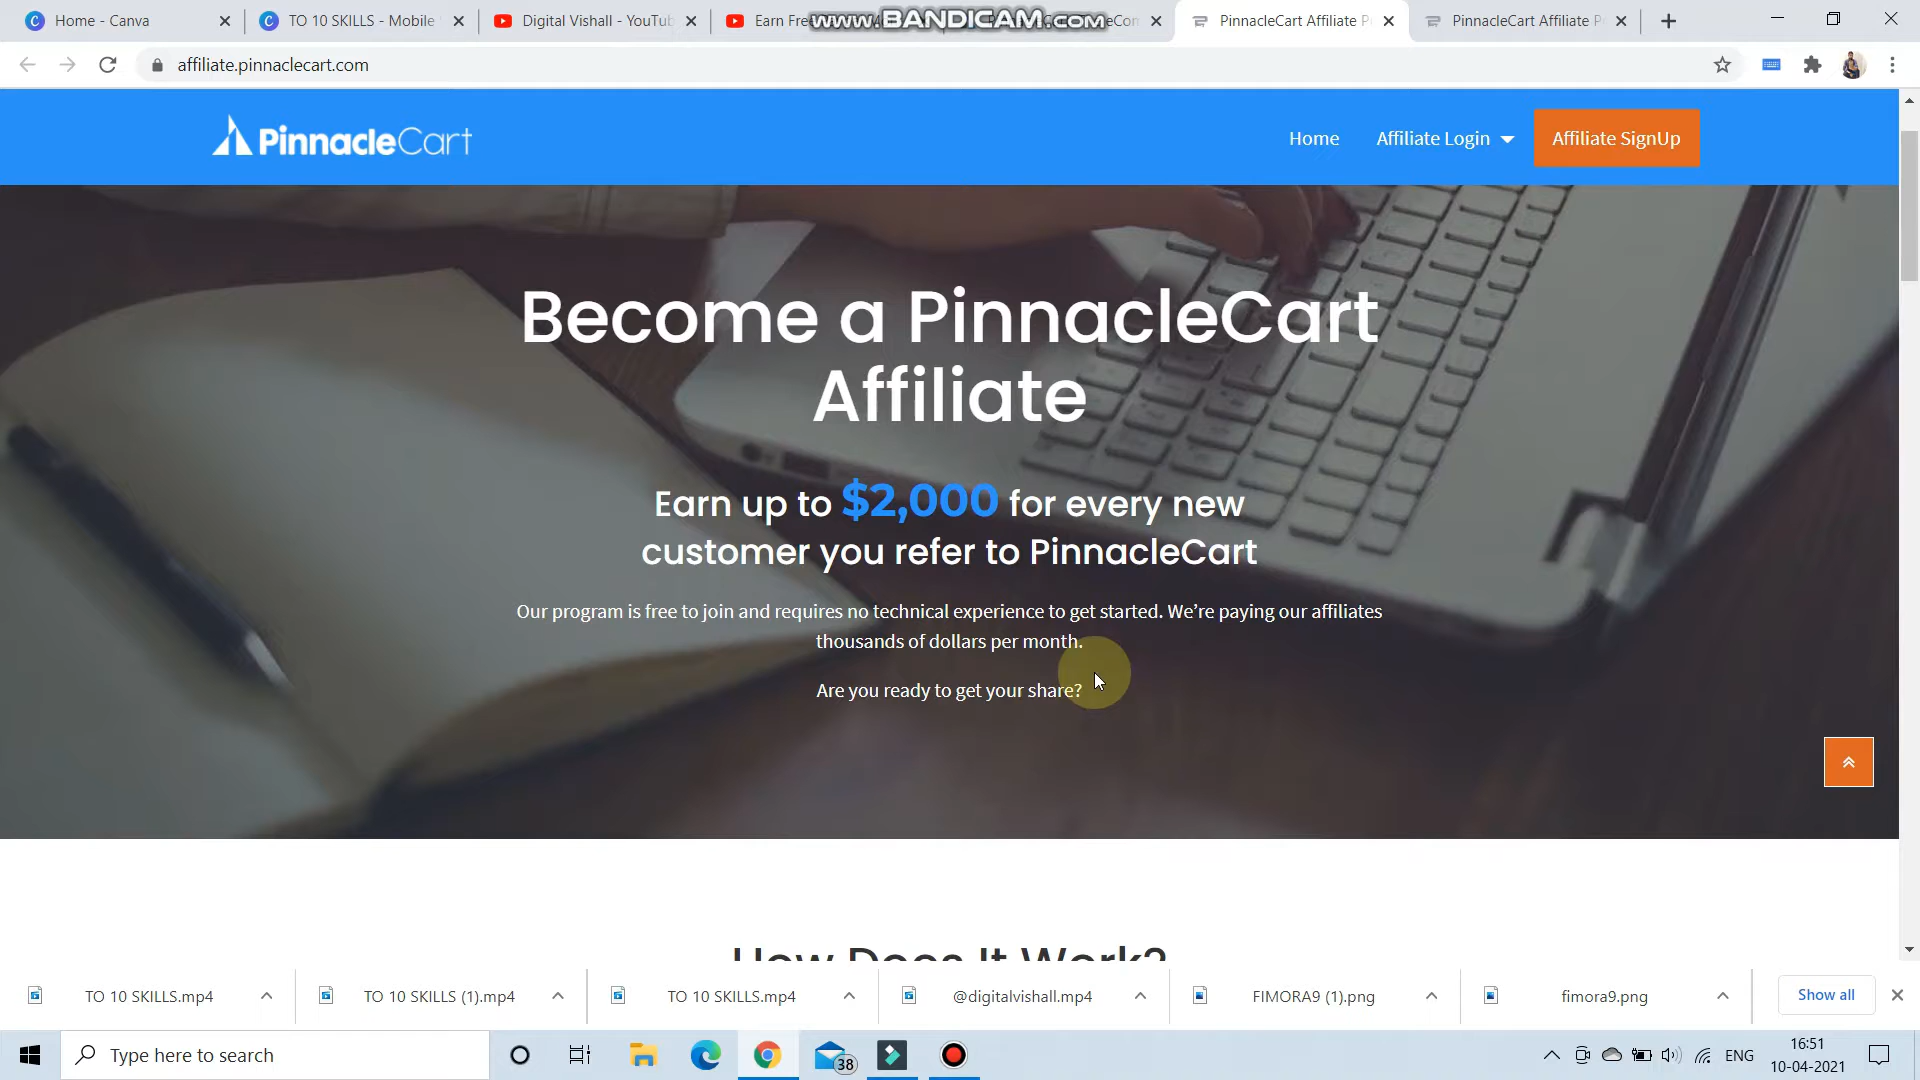 Home - Canva
TO 10 SKILLS - Mobile
Digital Vishall - YouTub
Earn Fre
www.BANDICAM.com
PinnacleCart Affiliate P
PinnacleCart Affiliate P
affiliate.pinnaclecart.com
PinnacleCart
Home
Affiliate Login
Affiliate SignUp
Become a PinnacleCart
Affiliate
Earn up to $2,000 for every new
customer you refer to PinnacleCart
Our program is free to join and requires no technical experience to get started. We’re paying our affiliates
thousands of dollars per month.
Are you ready to get your share?
How Does It Work?
TO 10 SKILLS.mp4
TO 10 SKILLS (1).mp4
TO 10 SKILLS.mp4
@digitalvishall.mp4
FIMORA9 (1).png
fimora9.png
Show all
Type here to search
38
ENG
16:51
10-04-2021